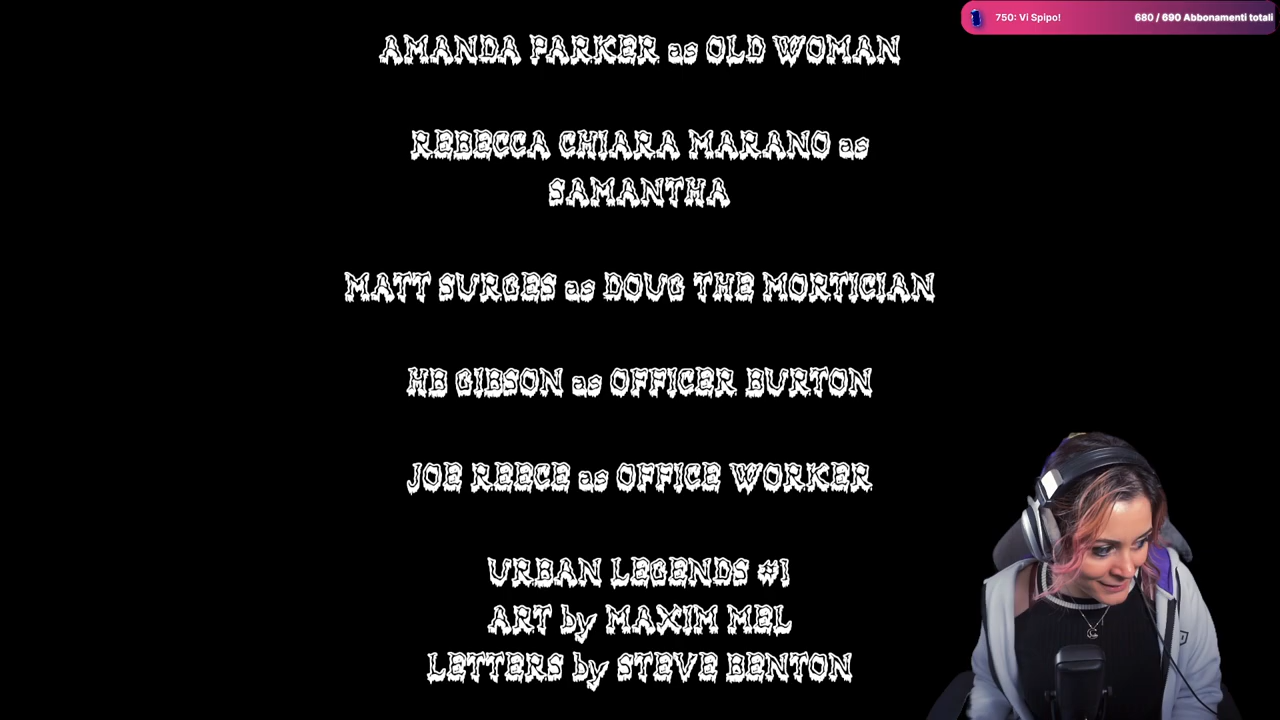 750: Vi Spipo!
680 / 690 Abbonamenti totali
AMANDA PARKER as OLD WOMAN
REBECCA CHIARA MARANO as
SAMANTHA
MATT SURGES as DOUG THE MORTICIAN
HB GIBSON as OFFICER BURTON
JOE REECE as OFFICE WORKER
URBAN LEGENDS #1
ART by MAXIM MEL
LETTERS by STEVE BENTON